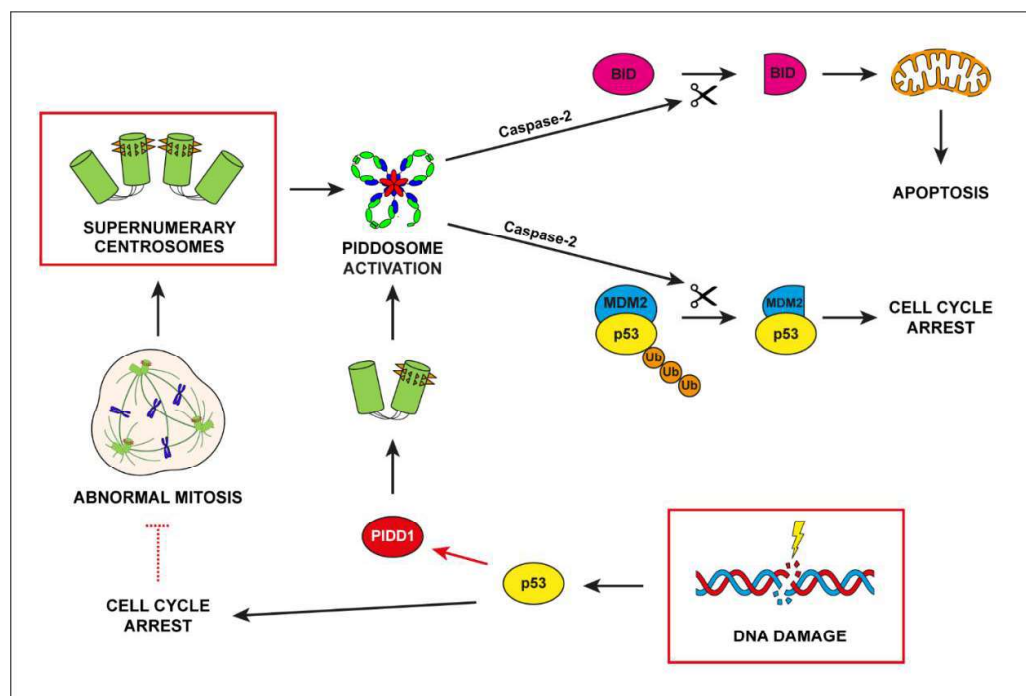 BID
BID
Caspase-2
APOPTOSIS
SUPERNUMERARY
CENTROSOMES
PIDDOSOME
ACTIVATION
Caspase-2
MDM2
p53
Ub
Ub
Ub
MDM2
p53
CELL CYCLE
ARREST
ABNORMAL MITOSIS
PIDD1
p53
CELL CYCLE
ARREST
DNA DAMAGE